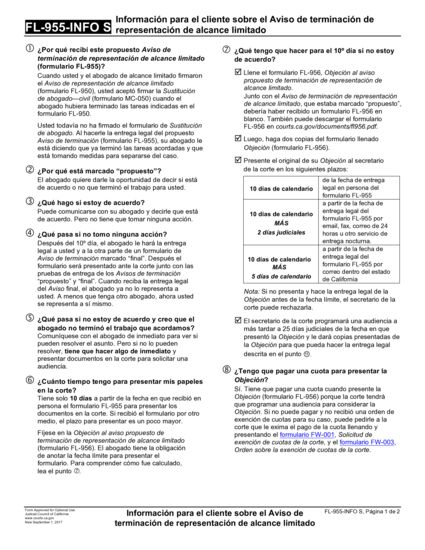 FL-955-INFO S
Información para el cliente sobre el Aviso de terminación de
representación de alcance limitado
① ¿Por qué recibí este propuesto Aviso de
terminación de representación de alcance limitado
(formulario FL-955)?
Cuando usted y el abogado de alcance limitado firmaron
el Aviso de representación de alcance limitado
(formulario FL-950), usted aceptó firmar la Sustitución
de abogado—civil (formulario MC-050) cuando el
abogado hubiera terminado las tareas indicadas en el
formulario FL-950.
Usted todavía no ha firmado el formulario de Sustitución
de abogado. Al hacerle la entrega legal del propuesto
Aviso de terminación (formulario FL-955), su abogado le
está diciendo que ya terminó las tareas acordadas y que
está tomando medidas para separarse del caso.
② ¿Por qué está marcado “propuesto”?
El abogado quiere darle la oportunidad de decir si está
de acuerdo o no que terminó el trabajo para usted.
③ ¿Qué hago si estoy de acuerdo?
Puede comunicarse con su abogado y decirle que está
de acuerdo. Pero no tiene que tomar ninguna acción.
④ ¿Qué pasa si no tomo ninguna acción?
Después del 10º día, el abogado le hará la entrega
legal a usted y a la otra parte de un formulario de
Aviso de terminación marcado “final”. Después el
formulario será presentado ante la corte junto con las
pruebas de entrega de los Avisos de terminación
“propuesto” y “final”. Cuando reciba la entrega legal
del Aviso final, el abogado ya no lo representa a
usted. A menos que tenga otro abogado, ahora usted
se representa a sí mismo.
⑤ ¿Qué pasa si no estoy de acuerdo y creo que el
abogado no terminó el trabajo que acordamos?
Comuníquese con el abogado de inmediato para ver si
pueden resolver el asunto. Pero si no lo pueden
resolver, tiene que hacer algo de inmediato y
presentar documentos en la corte para solicitar una
audiencia.
⑥ ¿Cuánto tiempo tengo para presentar mis papeles
en la corte?
Tiene solo 10 días a partir de la fecha en que recibió en
persona el formulario FL-955 para presentar los
documentos en la corte. Si recibió el formulario por otro
medio, el plazo para presentar es un poco mayor.
Fíjese en la Objeción al aviso propuesto de
terminación de representación de alcance limitado
(formulario FL-956). El abogado tiene la obligación
de anotar la fecha límite para presentar el
formulario. Para comprender cómo fue calculado,
lea el punto ⑦.
⑦ ¿Qué tengo que hacer para el 10º día si no estoy
de acuerdo?
☑ Llene el formulario FL-956, Objeción al aviso
propuesto de terminación de representación de
alcance limitado.
Junto con el Aviso de terminación de representación
de alcance limitado, que estaba marcado “propuesto”,
debería haber recibido un formulario FL-956 en
blanco. También puede descargar el formulario
FL-956 en courts.ca.gov/documents/fl956.pdf.
☑ Luego, haga dos copias del formulario llenado
Objeción (formulario FL-956).
☑ Presente el original de su Objeción al secretario
de la corte en los siguientes plazos:
10 días de calendario
de la fecha de entrega
legal en persona del
formulario FL-955
10 días de calendario
MÁS
2 días judiciales
a partir de la fecha de
entrega legal del
formulario FL-955 por
email, fax, correo de 24
horas u otro servicio de
entrega nocturna.
10 días de calendario
MÁS
5 días de calendario
a partir de la fecha de
entrega legal del
formulario FL-955 por
correo dentro del estado
de California
Nota: Si no presenta y hace la entrega legal de la
Objeción antes de la fecha límite, el secretario de la
corte puede rechazarla.
☑ El secretario de la corte programará una audiencia a
más tardar a 25 días judiciales de la fecha en que
presentó la Objeción y le dará copias presentadas de
la Objeción para que pueda hacer la entrega legal
descrita en el punto
⑧ ¿Tengo que pagar una cuota para presentar la
Objeción?
Sí. Tiene que pagar una cuota cuando presente la
Objeción (formulario FL-956) porque la corte tendrá
que programar una audiencia para considerar la
Objeción. Si no puede pagar y no recibió una orden de
exención de cuotas para su caso, puede pedirle a la
corte que le exima el pago de la cuota llenando y
presentando el formulario FW-001, Solicitud de
exención de cuotas de la corte, y el formulario FW-003,
Orden sobre la exención de cuotas de la corte.
Form Approved for Optional Use
Judicial Council of California
www.courts.ca.gov
New September 1, 2017
Información para el cliente sobre el Aviso de
terminación de representación de alcance limitado
FL-955-INFO S, Página 1 de 2